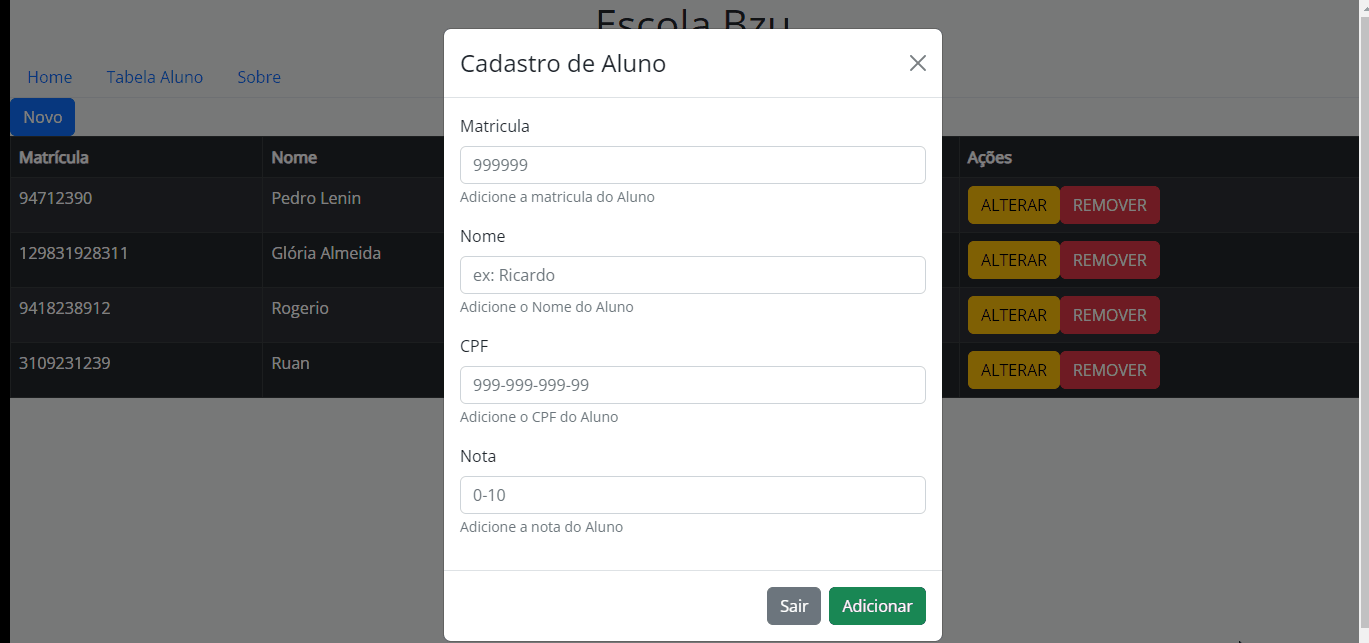 Escola Bzu
Cadastro de Aluno
Home Tabela Aluno Sobre
Novo
Matrícula Nome Ações
94712390 Pedro Lenin ALTERAR REMOVER
129831928311 Glória Almeida ALTERAR REMOVER
9418238912 Rogerio ALTERAR REMOVER
3109231239 Ruan ALTERAR REMOVER
Matricula
999999
Adicione a matricula do Aluno
Nome
ex: Ricardo
Adicione o Nome do Aluno
CPF
999-999-999-99
Adicione o CPF do Aluno
Nota
0-10
Adicione a nota do Aluno
Sair Adicionar